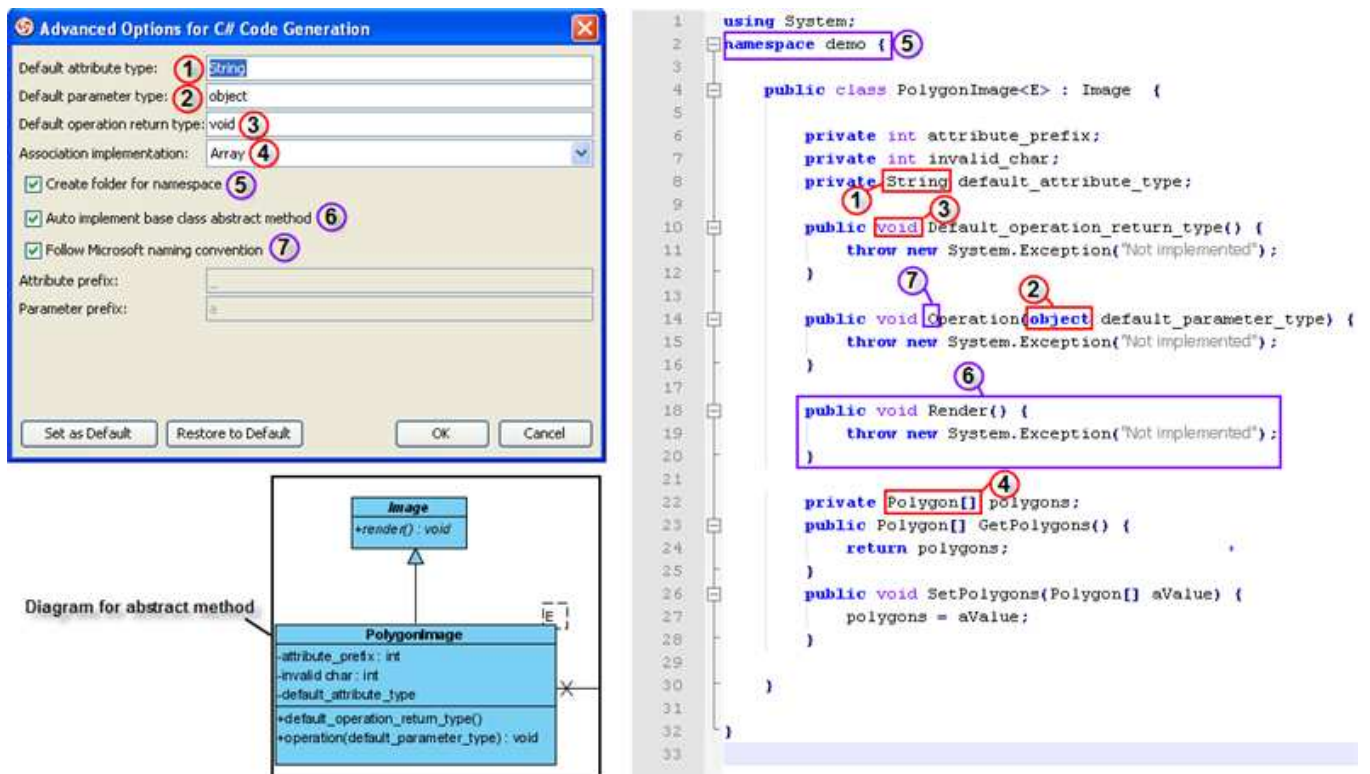 Advanced Options for C# Code Generation
Default attribute type: 1 String
Default parameter type: 2 object
Default operation return type: void 3
Association implementation: Array 4
Create folder for namespace 5
Auto implement base class abstract method 6
Follow Microsoft naming convention 7
Attribute prefix: _
Parameter prefix: a
Set as Default Restore to Default OK Cancel
Image
+render() : void
Diagram for abstract method
E
PolygonImage
-attribute_prefix : int
-invalid char : int
-default_attribute_type
+default_operation_return_type()
+operation(default_parameter_type) : void
1 using System;
2 namespace demo { 5
3
4 public class PolygonImage<E> : Image {
5
6 private int attribute_prefix;
7 private int invalid_char;
8 private String default_attribute_type;
9 1 3
10 public void Default_operation_return_type() {
11 throw new System.Exception("Not implemented");
12 }
13 7 2
14 public void Operation(object default_parameter_type) {
15 throw new System.Exception("Not implemented");
16 }
17 6
18 public void Render() {
19 throw new System.Exception("Not implemented");
20 }
21 4
22 private Polygon[] polygons;
23 public Polygon[] GetPolygons() {
24 return polygons;
25 }
26 public void SetPolygons(Polygon[] aValue) {
27 polygons = aValue;
28 }
29
30 }
31
32 }
33